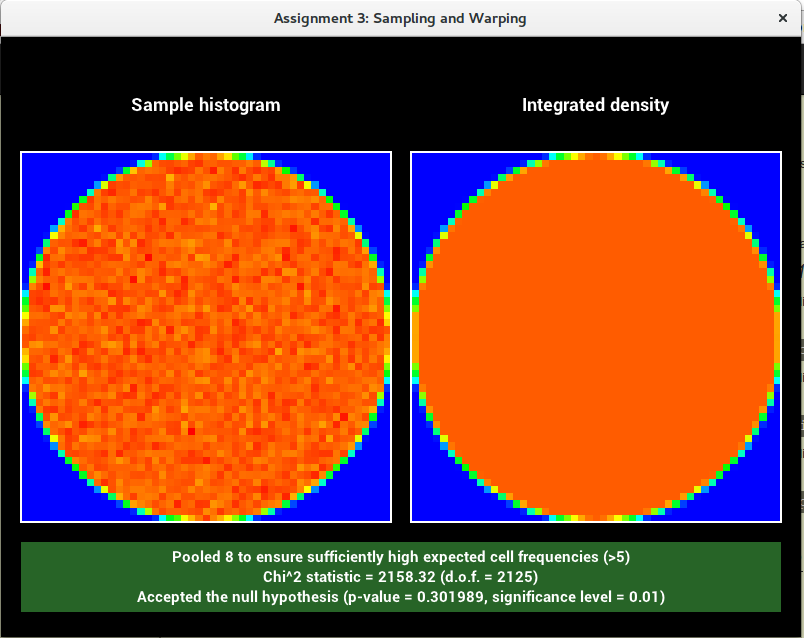 Assignment 3: Sampling and Warping
Sample histogram
Integrated density
Pooled 8 to ensure sufficiently high expected cell frequencies (>5)
Chi^2 statistic = 2158.32 (d.o.f. = 2125)
Accepted the null hypothesis (p-value = 0.301989, significance level = 0.01)